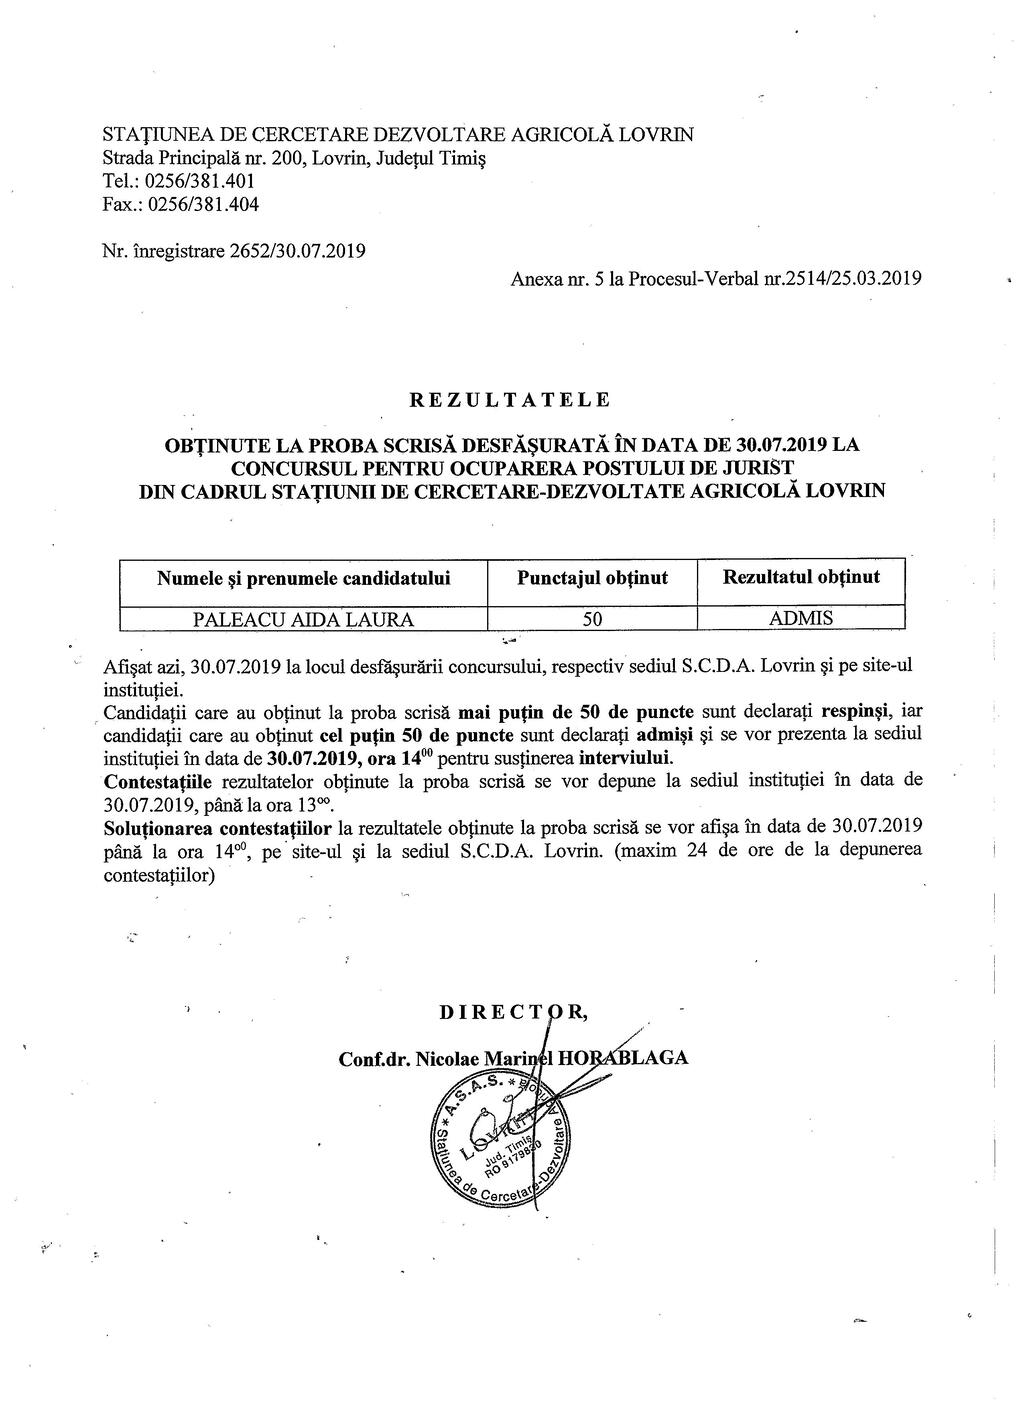 STAŢIUNEA DE CERCETARE DEZVOLTARE AGRICOLĂ LOVRIN
Strada Principală nr. 200, Lovrin, Judeţul Timiş
Tel.: 0256/381.401
Fax.: 0256/381.404
Nr. înregistrare 2652/30.07.2019
Anexa nr. 5 la Procesul-Verbal nr.2514/25.03.2019
REZULTATELE
OBŢINUTE LA PROBA SCRISĂ DESFĂŞURATĂ ÎN DATA DE 30.07.2019 LA
CONCURSUL PENTRU OCUPARERA POSTULUI DE JURIST
DIN CADRUL STAŢIUNII DE CERCETARE-DEZVOLTATE AGRICOLĂ LOVRIN
Numele şi prenumele candidatului Punctajul obţinut Rezultatul obţinut
PALEACU AIDA LAURA 50 ADMIS
Afişat azi, 30.07.2019 la locul desfăşurării concursului, respectiv sediul S.C.D.A. Lovrin şi pe site-ul
instituţiei.
Candidaţii care au obţinut la proba scrisă mai puţin de 50 de puncte sunt declaraţi respinşi, iar
candidaţii care au obţinut cel puţin 50 de puncte sunt declaraţi admişi şi se vor prezenta la sediul
instituţiei în data de 30.07.2019, ora 14⁰⁰ pentru susţinerea interviului.
Contestaţiile rezultatelor obţinute la proba scrisă se vor depune la sediul instituţiei în data de
30.07.2019, până la ora 13ºº.
Soluţionarea contestaţiilor la rezultatele obţinute la proba scrisă se vor afişa în data de 30.07.2019
până la ora 14º⁰, pe site-ul şi la sediul S.C.D.A. Lovrin. (maxim 24 de ore de la depunerea
contestaţiilor)
DIRECTOR,
Conf.dr. Nicolae Marinel HORABLAGA
* A.S.A.S. * Staţiunea de Cercetare-Dezvoltare Agricolă
LOVRIN
Jud. Timiş
RO 9179820